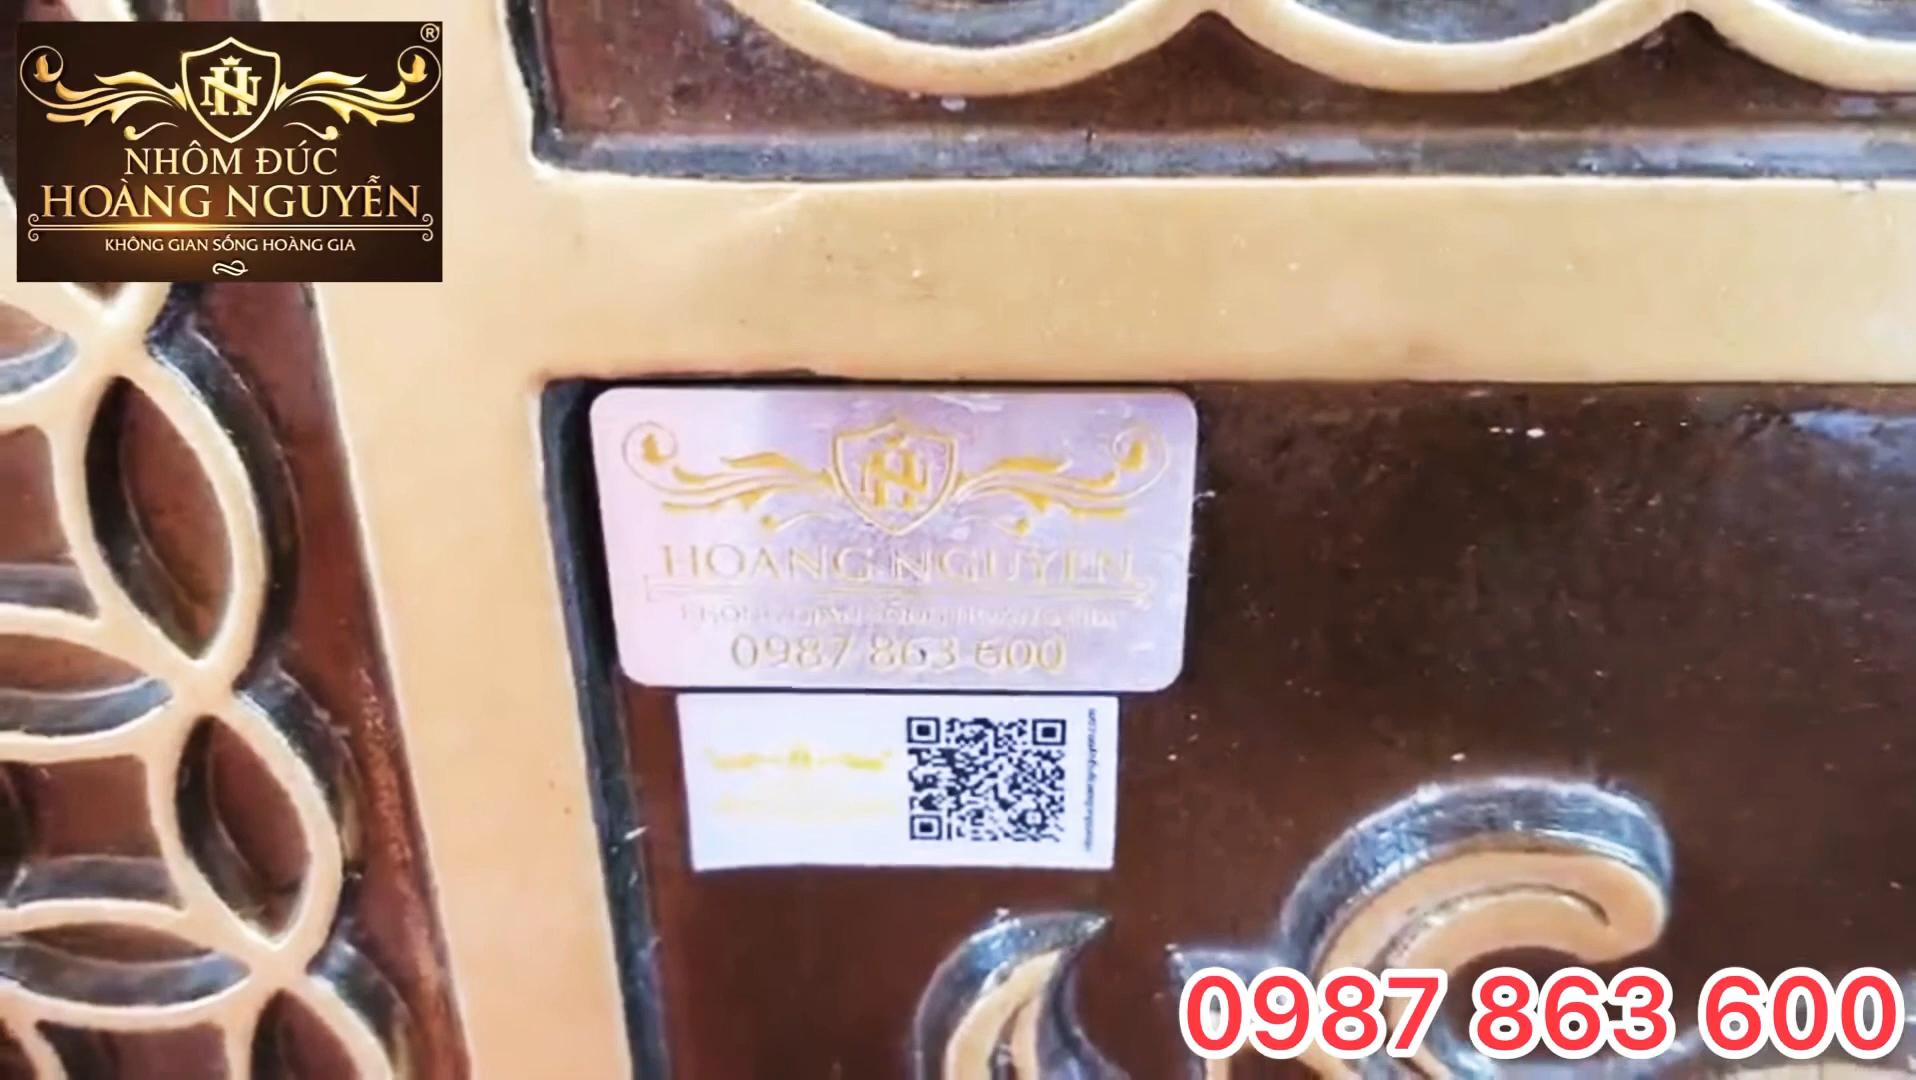 NHÔM ĐÚC
HOÀNG NGUYỄN
®
KHÔNG GIAN SỐNG HOÀNG GIA
HOANG NGUYEN
0987 863 600
0987 863 600